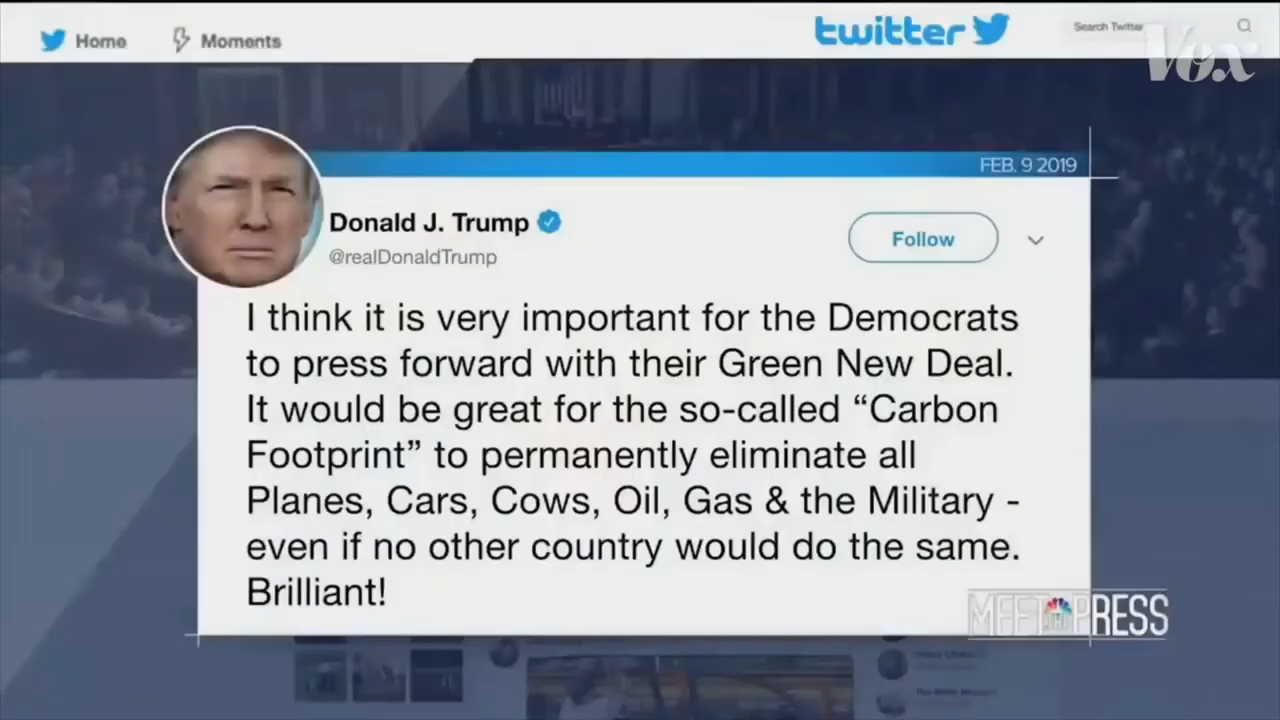 Home
Moments
twitter
Search Twitter
Vox
FEB. 9 2019
Donald J. Trump
@realDonaldTrump
Follow
I think it is very important for the Democrats
to press forward with their Green New Deal.
It would be great for the so-called “Carbon
Footprint” to permanently eliminate all
Planes, Cars, Cows, Oil, Gas & the Military -
even if no other country would do the same.
Brilliant!
MEET THE PRESS